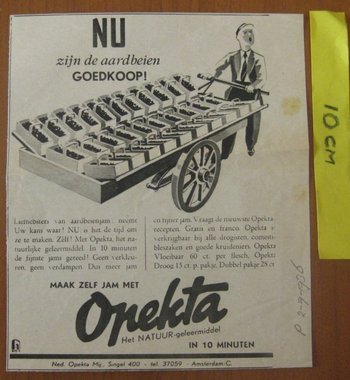 NU
zijn de aardbeien
GOEDKOOP!
Liefhebsters van aardbeienjam, neemt
Uw kans waar! NU is het de tijd om
ze te maken. Zélf! Met Opekta, het na-
tuurlijke geleermiddel. In 10 minuten
de fijnste jams gereed! Geen verkleu-
ren, geen verdampen. Dus meer jam
en fijner jam. Vraagt de nieuwste Opekta
recepten. Gratis en franco. Opekta is
verkrijgbaar bij alle drogisten, comesti-
bleszaken en goede kruideniers. Opekta
Vloeibaar 60 ct. per flesch, Opekta
Droog 15 ct. p. pakje, Dubbel pakje 28 ct
MAAK ZELF JAM MET
Opekta
Het NATUUR-geleermiddel
IN 10 MINUTEN
Ned. Opekta Mij., Singel 400 - tel. 37059 - Amsterdam-C.
10CM